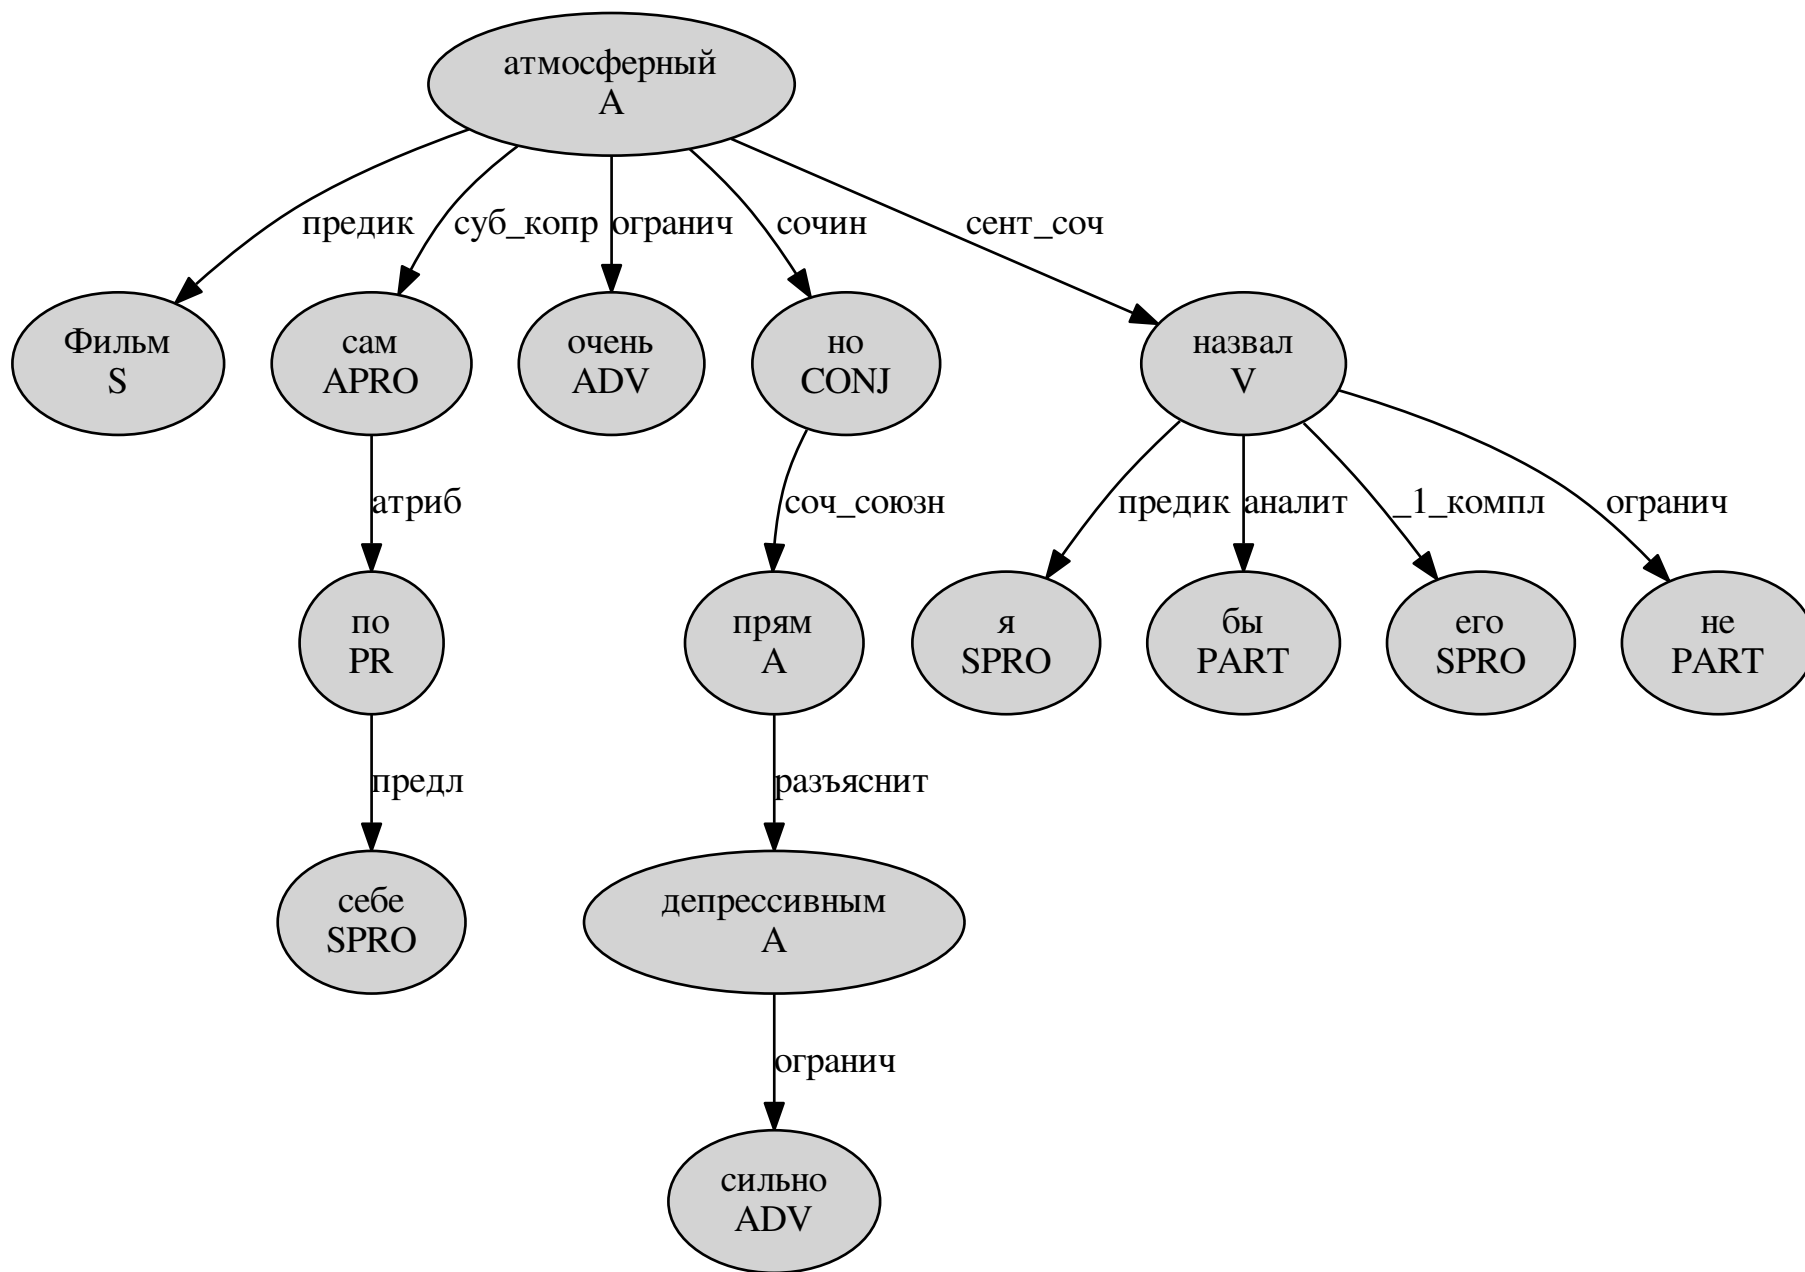 атмосферный
A
предик
суб_копр
огранич
сочин
сент_соч
Фильм
S
сам
APRO
очень
ADV
но
CONJ
назвал
V
атриб
соч_союзн
предик
аналит
_1_компл
огранич
по
PR
прям
A
я
SPRO
бы
PART
его
SPRO
не
PART
предл
разъяснит
себе
SPRO
депрессивным
A
огранич
сильно
ADV